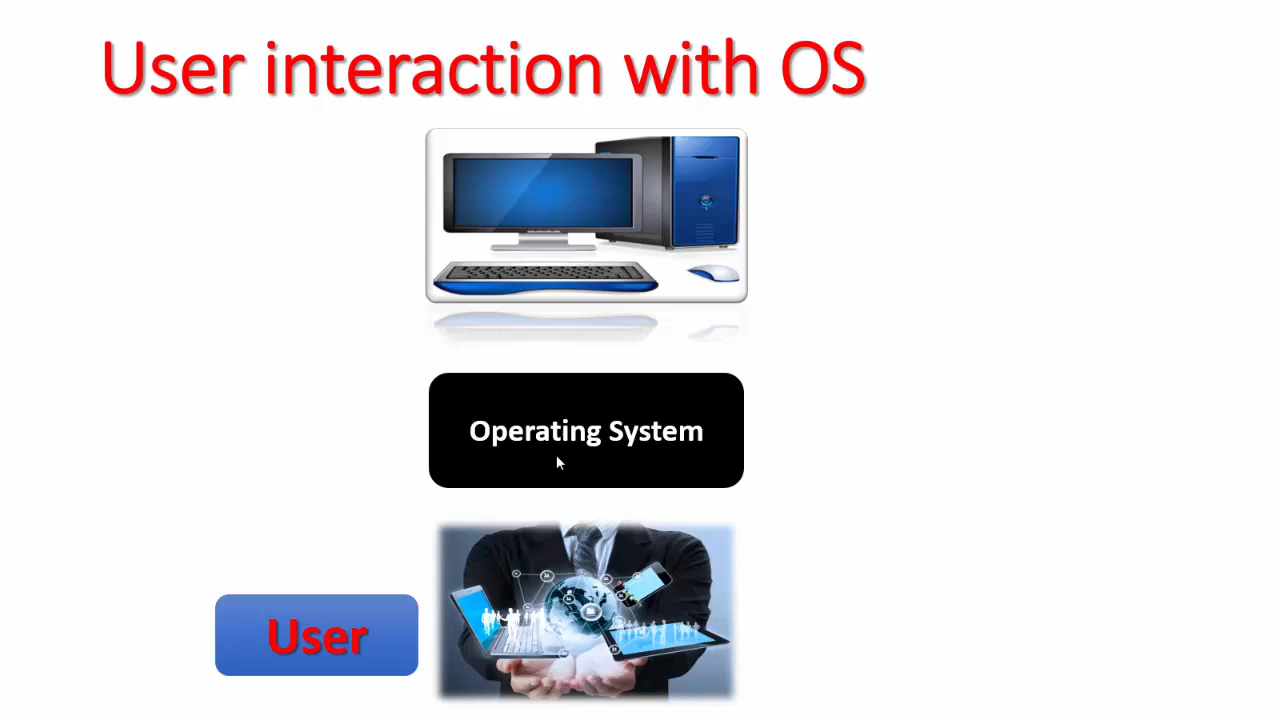 User interaction with OS
Operating System
User